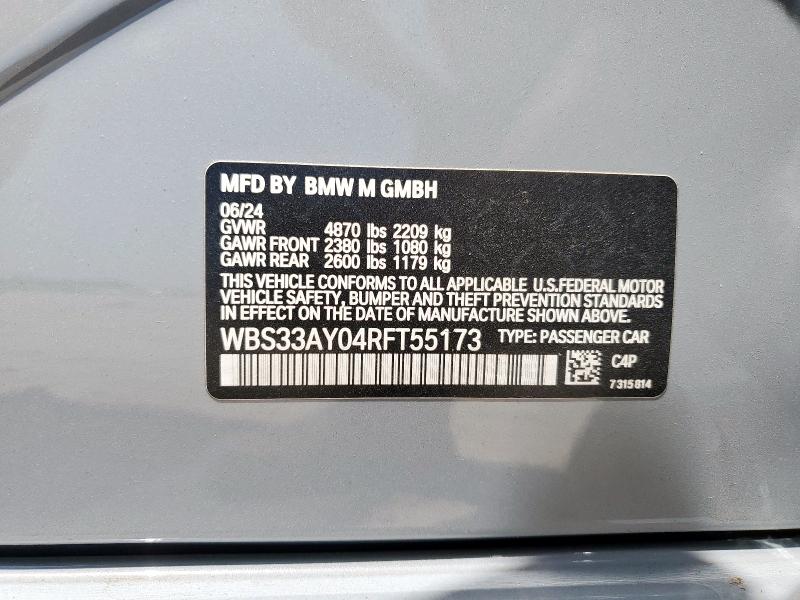 MFD BY BMW M GMBH
06/24
GVWR 4870 lbs 2209 kg
GAWR FRONT 2380 lbs 1080 kg
GAWR REAR 2600 lbs 1179 kg
THIS VEHICLE CONFORMS TO ALL APPLICABLE U.S.FEDERAL MOTOR
VEHICLE SAFETY, BUMPER AND THEFT PREVENTION STANDARDS
IN EFFECT ON THE DATE OF MANUFACTURE SHOWN ABOVE.
WBS33AY04RFT55173 TYPE: PASSENGER CAR
C4P
7315814